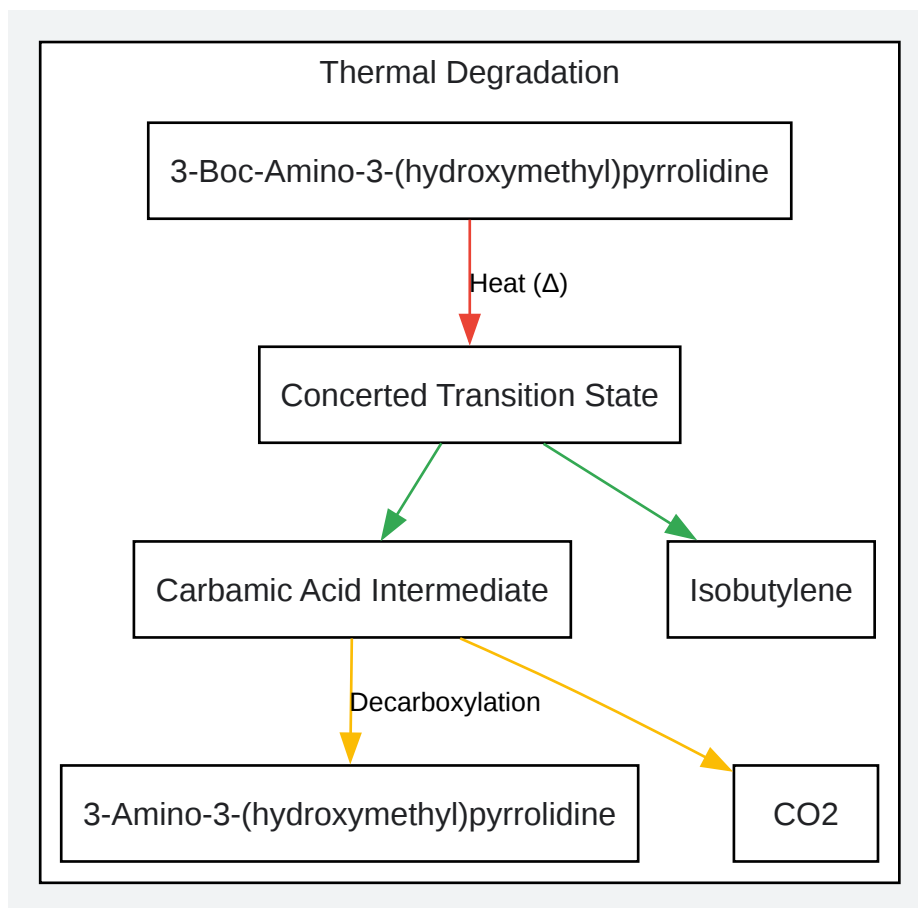 Thermal Degradation
3-Boc-Amino-3-(hydroxymethyl)pyrrolidine
Heat (Δ)
Concerted Transition State
Carbamic Acid Intermediate
Isobutylene
Decarboxylation
3-Amino-3-(hydroxymethyl)pyrrolidine
CO2